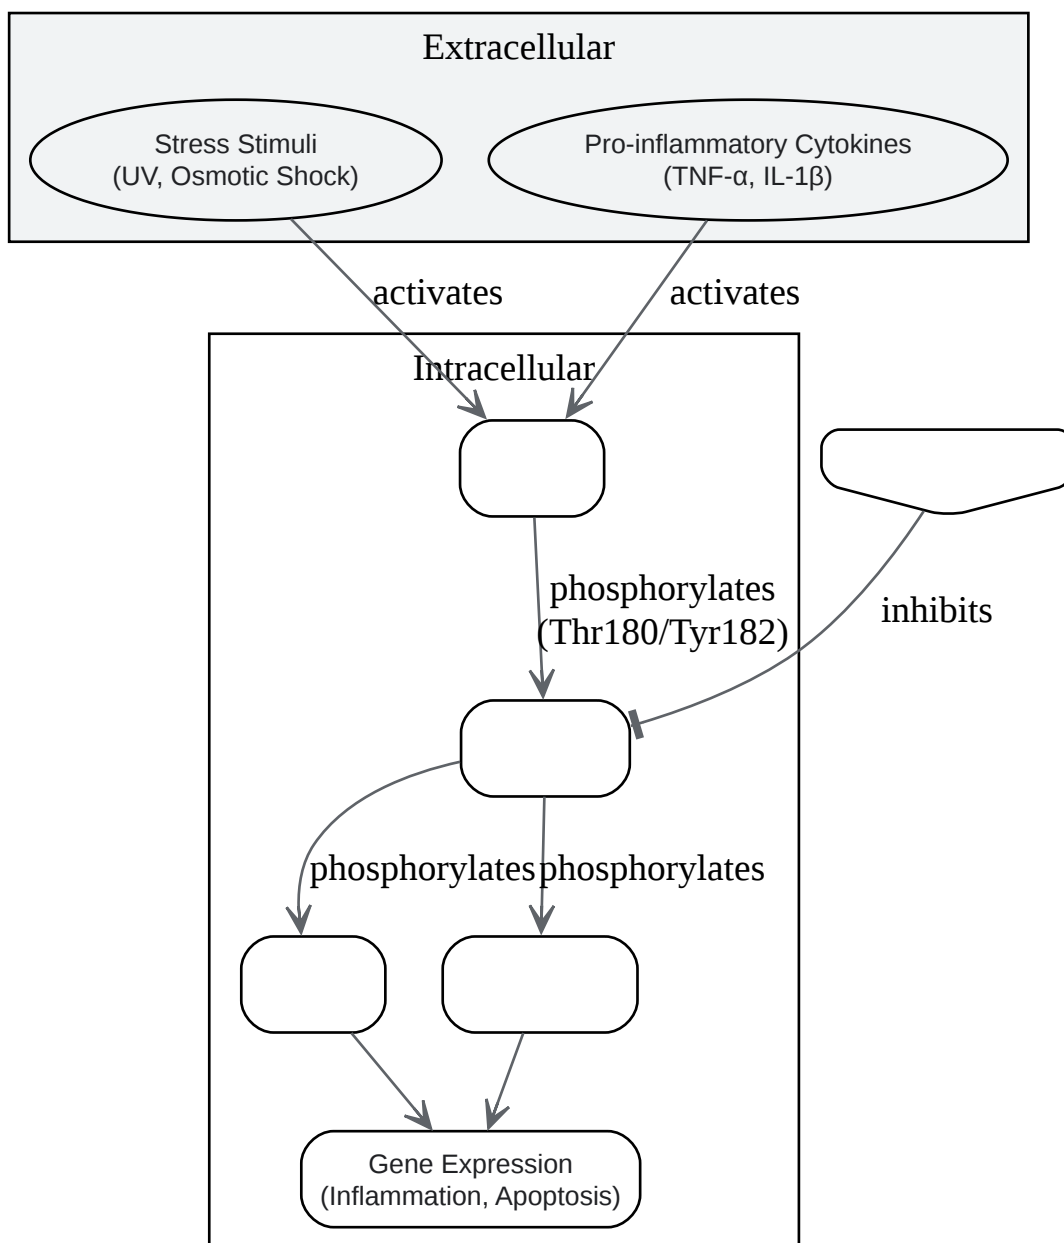 Extracellular
Stress Stimuli
(UV, Osmotic Shock)
Pro-inflammatory Cytokines
(TNF-α, IL-1β)
activates
activates
Intracellular
phosphorylates
(Thr180/Tyr182)
inhibits
phosphorylates
phosphorylates
Gene Expression
(Inflammation, Apoptosis)